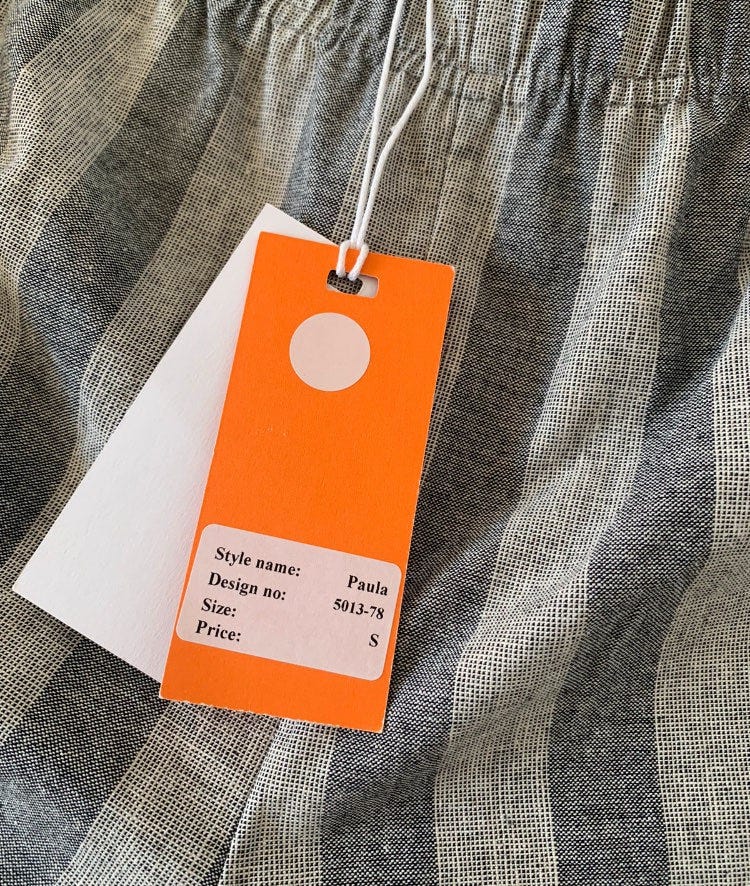 Style name: Paula
Design no: 5013-78
Size: S
Price: